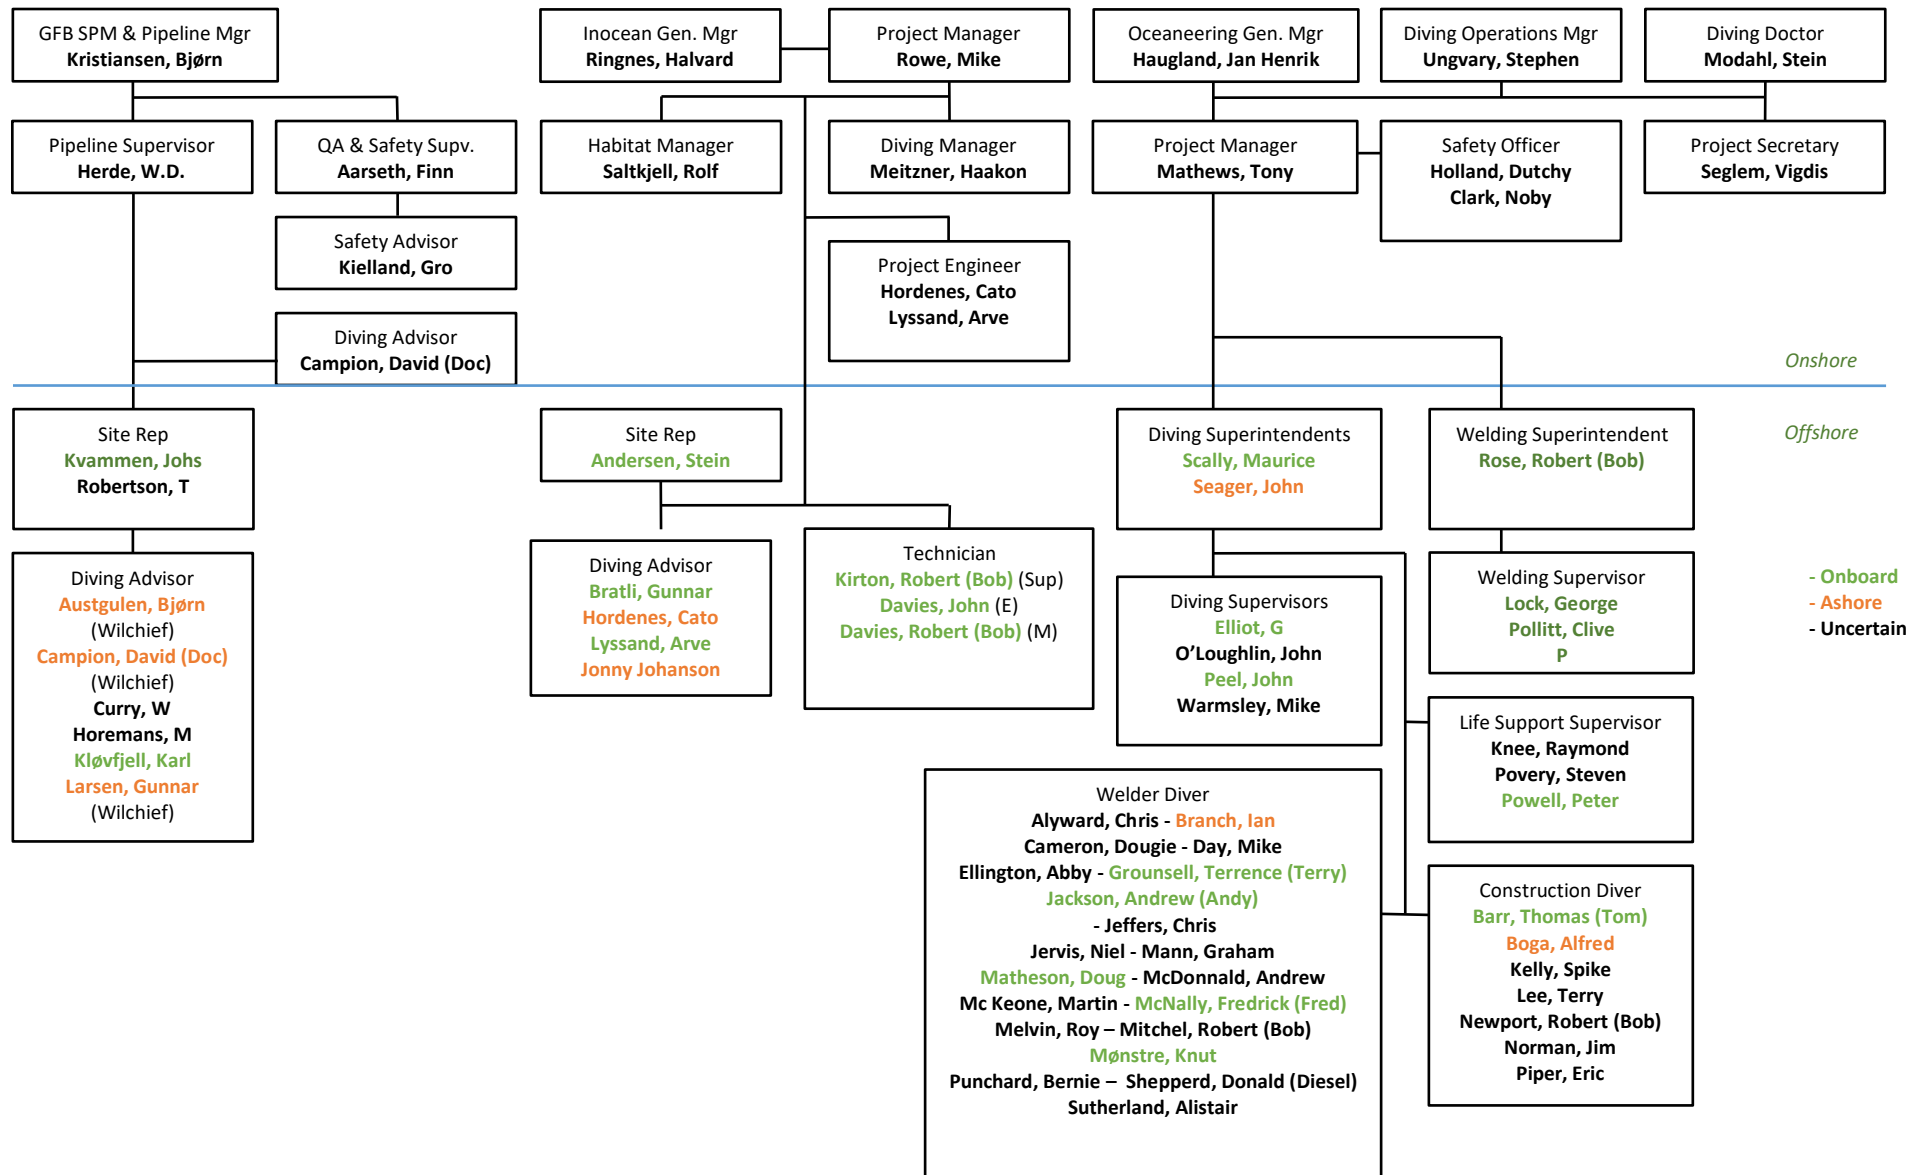 GFB SPM & Pipeline Mgr
Kristiansen, Bjørn
Inocean Gen. Mgr
Ringnes, Halvard
Project Manager
Rowe, Mike
Oceaneering Gen. Mgr
Haugland, Jan Henrik
Diving Operations Mgr
Ungvary, Stephen
Diving Doctor
Modahl, Stein
Pipeline Supervisor
Herde, W.D.
QA & Safety Supv.
Aarseth, Finn
Habitat Manager
Saltkjell, Rolf
Diving Manager
Meitzner, Haakon
Project Manager
Mathews, Tony
Safety Officer
Holland, Dutchy
Clark, Noby
Project Secretary
Seglem, Vigdis
Safety Advisor
Kielland, Gro
Project Engineer
Hordenes, Cato
Lyssand, Arve
Diving Advisor
Campion, David (Doc)
Onshore
Offshore
Site Rep
Kvammen, Johs
Robertson, T
Site Rep
Andersen, Stein
Diving Superintendents
Scally, Maurice
Seager, John
Welding Superintendent
Rose, Robert (Bob)
Diving Advisor
Austgulen, Bjørn
(Wilchief)
Campion, David (Doc)
(Wilchief)
Curry, W
Horemans, M
Kløvfjell, Karl
Larsen, Gunnar
(Wilchief)
Diving Advisor
Bratli, Gunnar
Hordenes, Cato
Lyssand, Arve
Jonny Johanson
Technician
Kirton, Robert (Bob) (Sup)
Davies, John (E)
Davies, Robert (Bob) (M)
Diving Supervisors
Elliot, G
O'Loughlin, John
Peel, John
Warmsley, Mike
Welding Supervisor
Lock, George
Pollitt, Clive
P
- Onboard
- Ashore
- Uncertain
Life Support Supervisor
Knee, Raymond
Povery, Steven
Powell, Peter
Welder Diver
Alyward, Chris - Branch, Ian
Cameron, Dougie - Day, Mike
Ellington, Abby - Grounsell, Terrence (Terry)
Jackson, Andrew (Andy)
- Jeffers, Chris
Jervis, Niel - Mann, Graham
Matheson, Doug - McDonnald, Andrew
Mc Keone, Martin - McNally, Fredrick (Fred)
Melvin, Roy – Mitchel, Robert (Bob)
Mønstre, Knut
Punchard, Bernie – Shepperd, Donald (Diesel)
Sutherland, Alistair
Construction Diver
Barr, Thomas (Tom)
Boga, Alfred
Kelly, Spike
Lee, Terry
Newport, Robert (Bob)
Norman, Jim
Piper, Eric